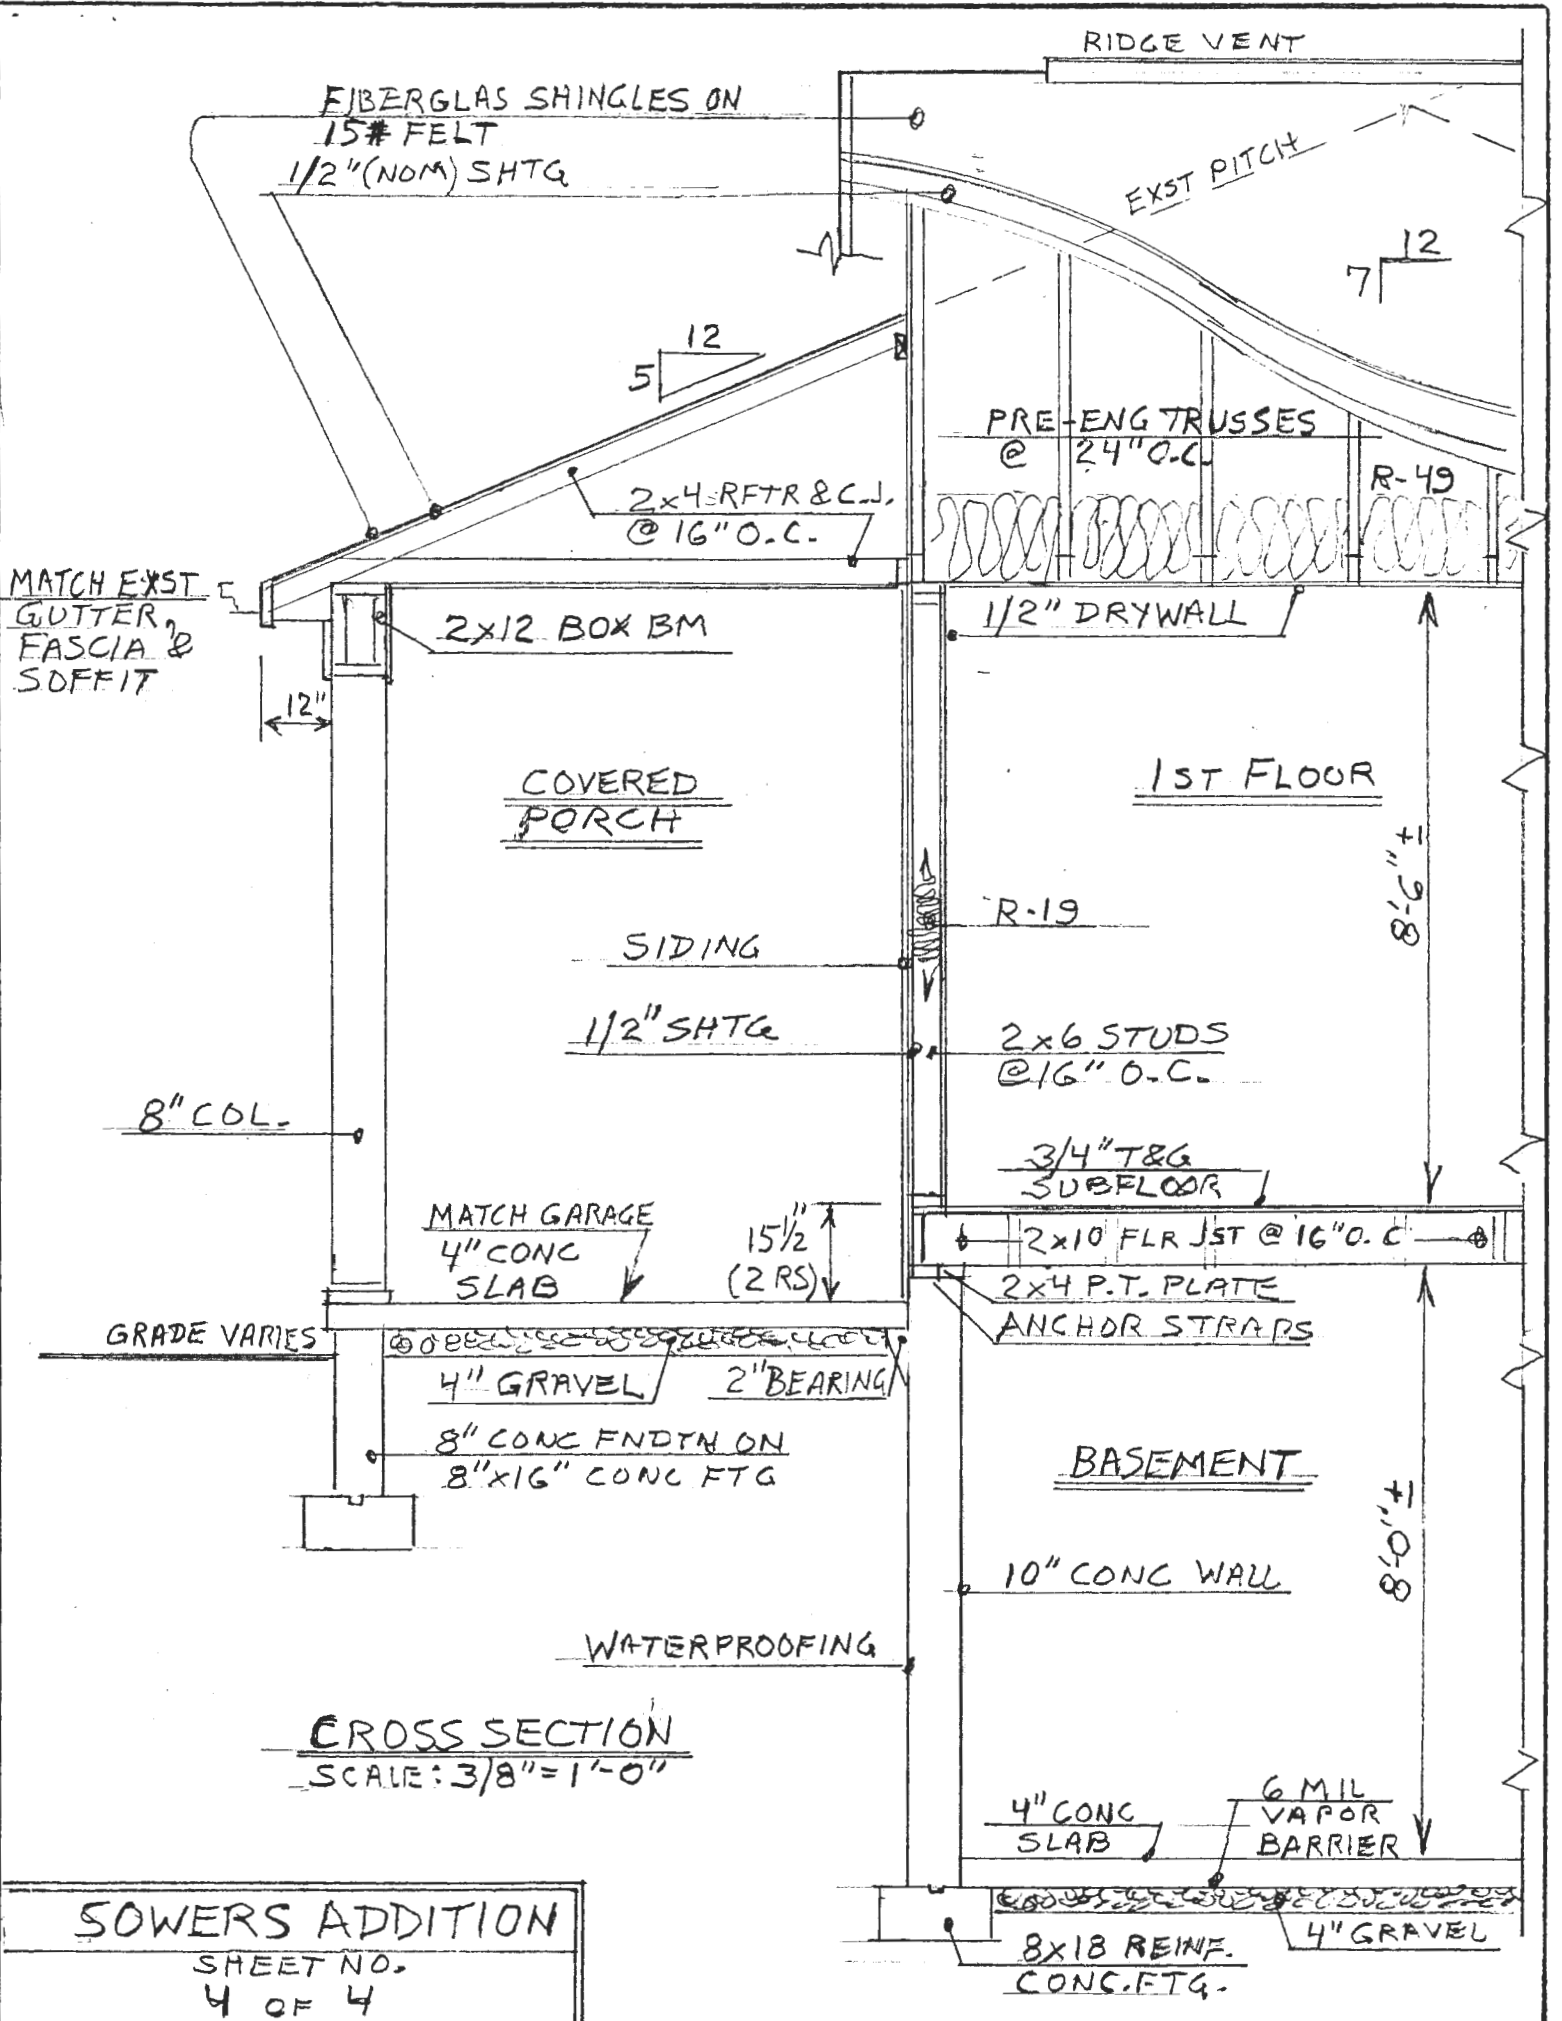 RIDGE VENT
FIBERGLAS SHINGLES ON
15# FELT
1/2" (NOM) SHTG
EXST PITCH
12
7
12
5
PRE-ENG TRUSSES
@ 24" O.C.
R-49
2x4 RFTR & C.J.
@ 16" O.C.
MATCH EXST
GUTTER,
FASCIA &
SOFFIT
12"
2x12 BOX BM
1/2" DRYWALL
COVERED
PORCH
1ST FLOOR
8'-6" ±
R-19
SIDING
1/2" SHTG
2x6 STUDS
@ 16" O.C.
8" COL.
3/4" T&G
SUBFLOOR
MATCH GARAGE
4" CONC
SLAB
15 1/2"
(2 RS)
2x10 FLR JST @ 16" O.C
2x4 P.T. PLATE
ANCHOR STRAPS
GRADE VARIES
4" GRAVEL
2" BEARING
8" CONC FNDTN ON
8"x16" CONC FTG
BASEMENT
8'-0" ±
10" CONC WALL
WATERPROOFING
CROSS SECTION
SCALE: 3/8" = 1'-0"
4" CONC
SLAB
6 MIL
VAPOR
BARRIER
4" GRAVEL
8x18 REINF.
CONC. FTG.
SOWERS ADDITION
SHEET NO.
4 OF 4